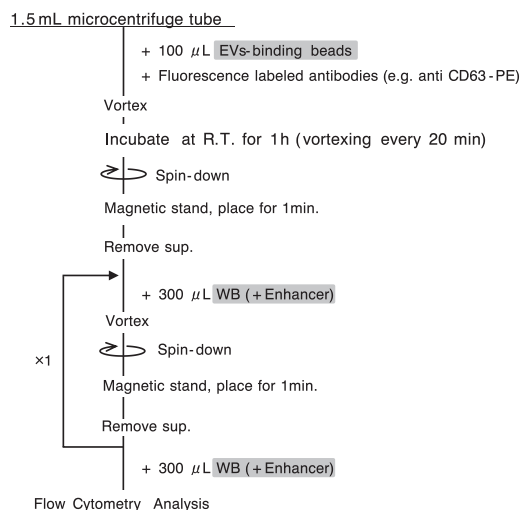 1.5 mL microcentrifuge tube
+ 100 μL EVs-binding beads
+ Fluorescence labeled antibodies (e.g. anti CD63-PE)
Vortex
Incubate at R.T. for 1h (vortexing every 20 min)
Spin-down
Magnetic stand, place for 1min.
Remove sup.
+ 300 μL WB (+Enhancer)
Vortex
Spin-down
×1
Magnetic stand, place for 1min.
Remove sup.
+ 300 μL WB (+Enhancer)
Flow Cytometry Analysis